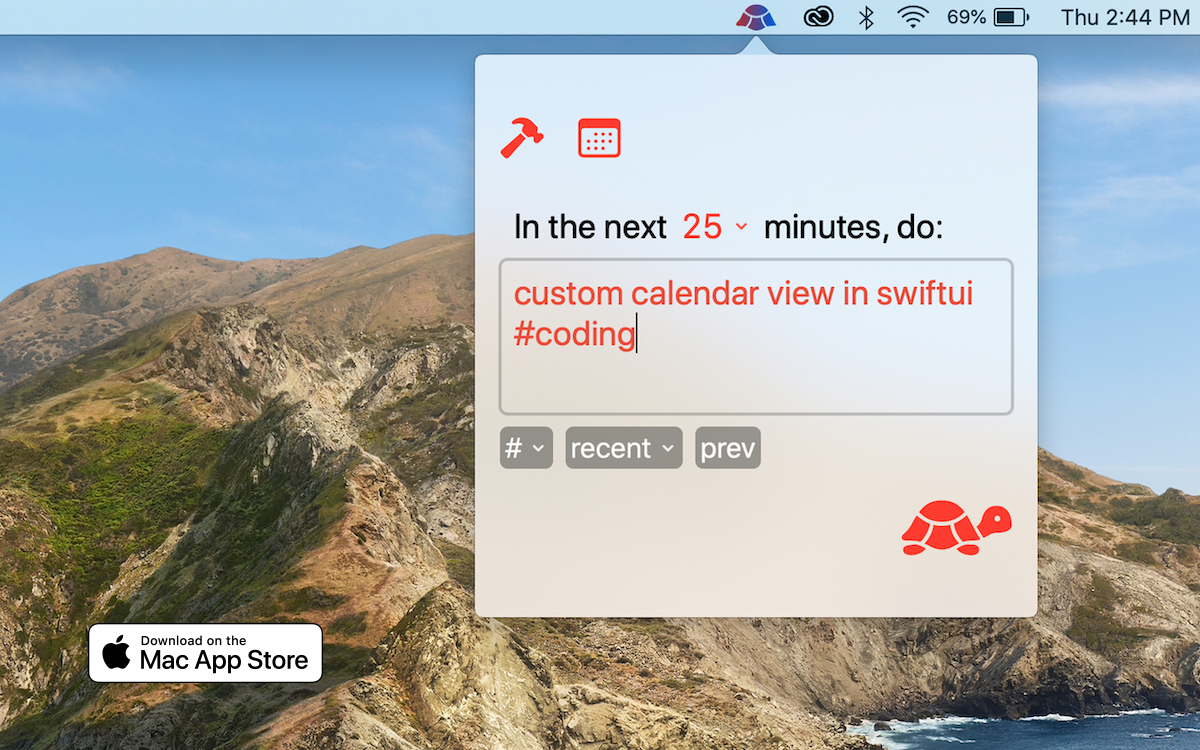 69%
Thu 2:44 PM
In the next 25 minutes, do:
custom calendar view in swiftui
#coding
# recent prev
Download on the
Mac App Store